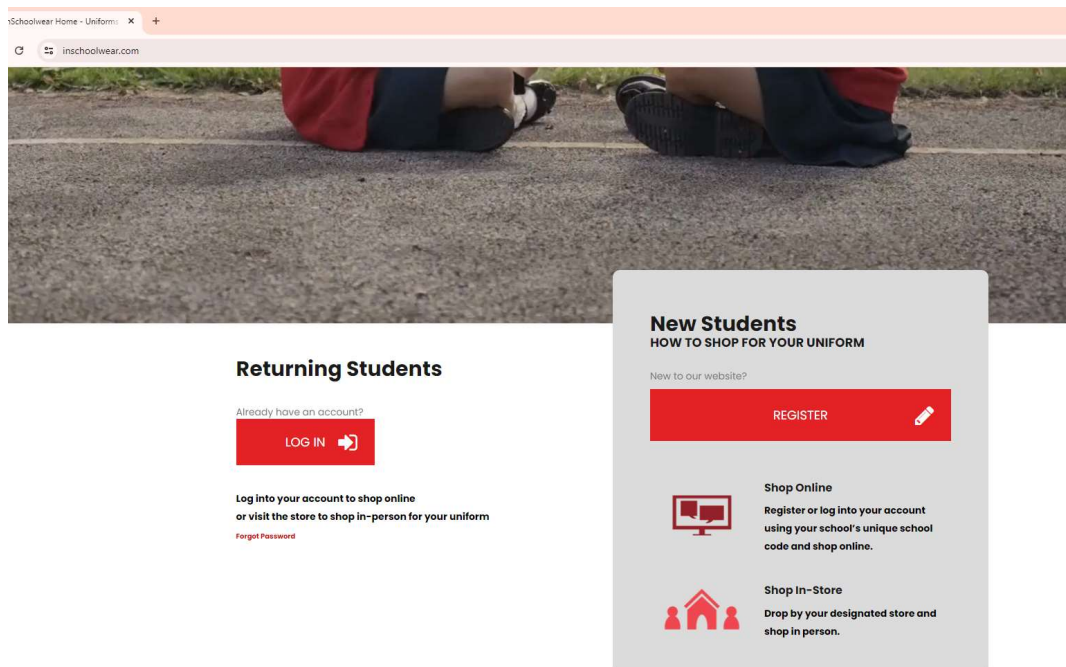 nSchoolwear Home - Uniforms
inschoolwear.com
Returning Students
Already have an account?
LOG IN
Log into your account to shop online
or visit the store to shop in-person for your uniform
Forgot Password
New Students
HOW TO SHOP FOR YOUR UNIFORM
New to our website?
REGISTER
Shop Online
Register or log into your account
using your school's unique school
code and shop online.
Shop In-Store
Drop by your designated store and
shop in person.